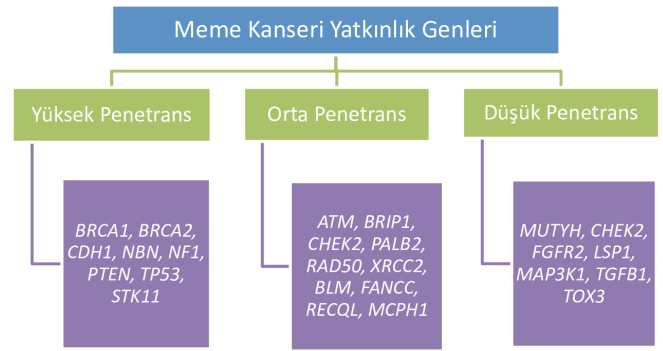 Meme Kanseri Yatkınlık Genleri
Yüksek Penetrans
Orta Penetrans
Düşük Penetrans
BRCA1, BRCA2,
CDH1, NBN, NF1,
PTEN, TP53,
STK11
ATM, BRIP1,
CHEK2, PALB2,
RAD50, XRCC2,
BLM, FANCC,
RECQL, MCPH1
MUTYH, CHEK2,
FGFR2, LSP1,
MAP3K1, TGFB1,
TOX3